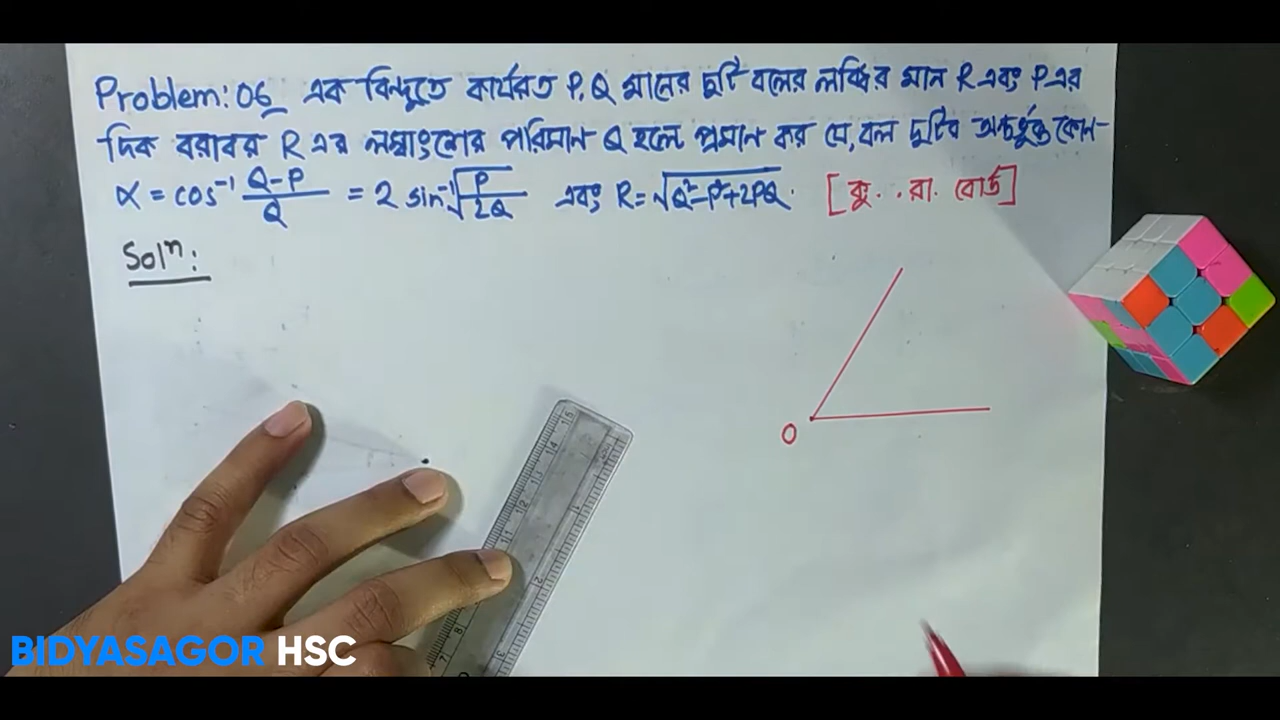 Problem: 06 এক বিন্দুতে কার্যরত P, Q মানের দুটি বলের লব্ধির মান R এবং P এর
দিক বরাবর R এর লম্বাংশের পরিমান Q হলে প্রমান কর যে, বল দুটির অন্তর্ভুক্ত কোন-
α = cos⁻¹ (Q-P)/Q = 2 sin⁻¹ √(P/2Q) এবং R = √(Q²-P²+2PQ). [কু. . রা. বোর্ড]
Solⁿ:
O
BIDYASAGOR HSC